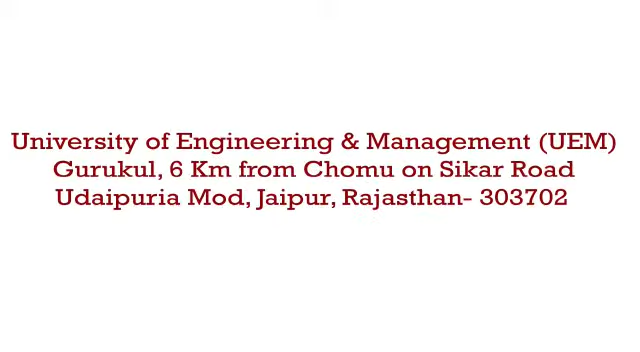 University of Engineering & Management (UEM)
Gurukul, 6 Km from Chomu on Sikar Road
Udaipuria Mod, Jaipur, Rajasthan- 303702